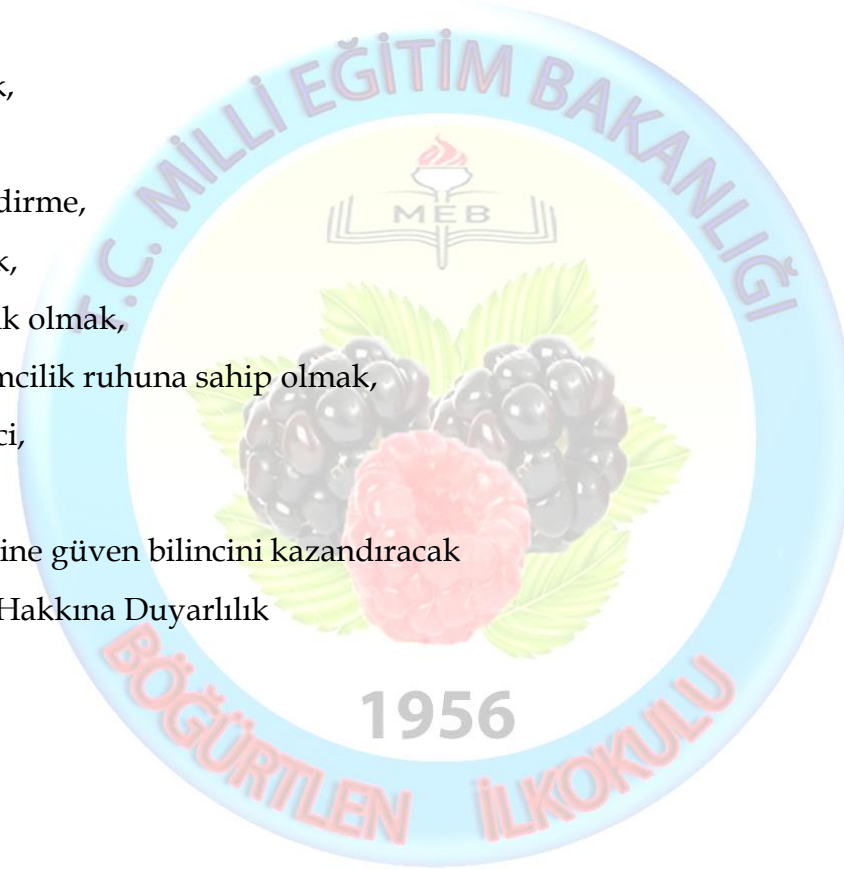 k,
dirme,
k,
k olmak,
mcilik ruhuna sahip olmak,
ci,
ine güven bilincini kazandıracak
Hakkına Duyarlılık
T.C. MİLLİ EĞİTİM BAKANLIĞI
MEB
1956
BÖĞÜRTLEN İLKOKULU